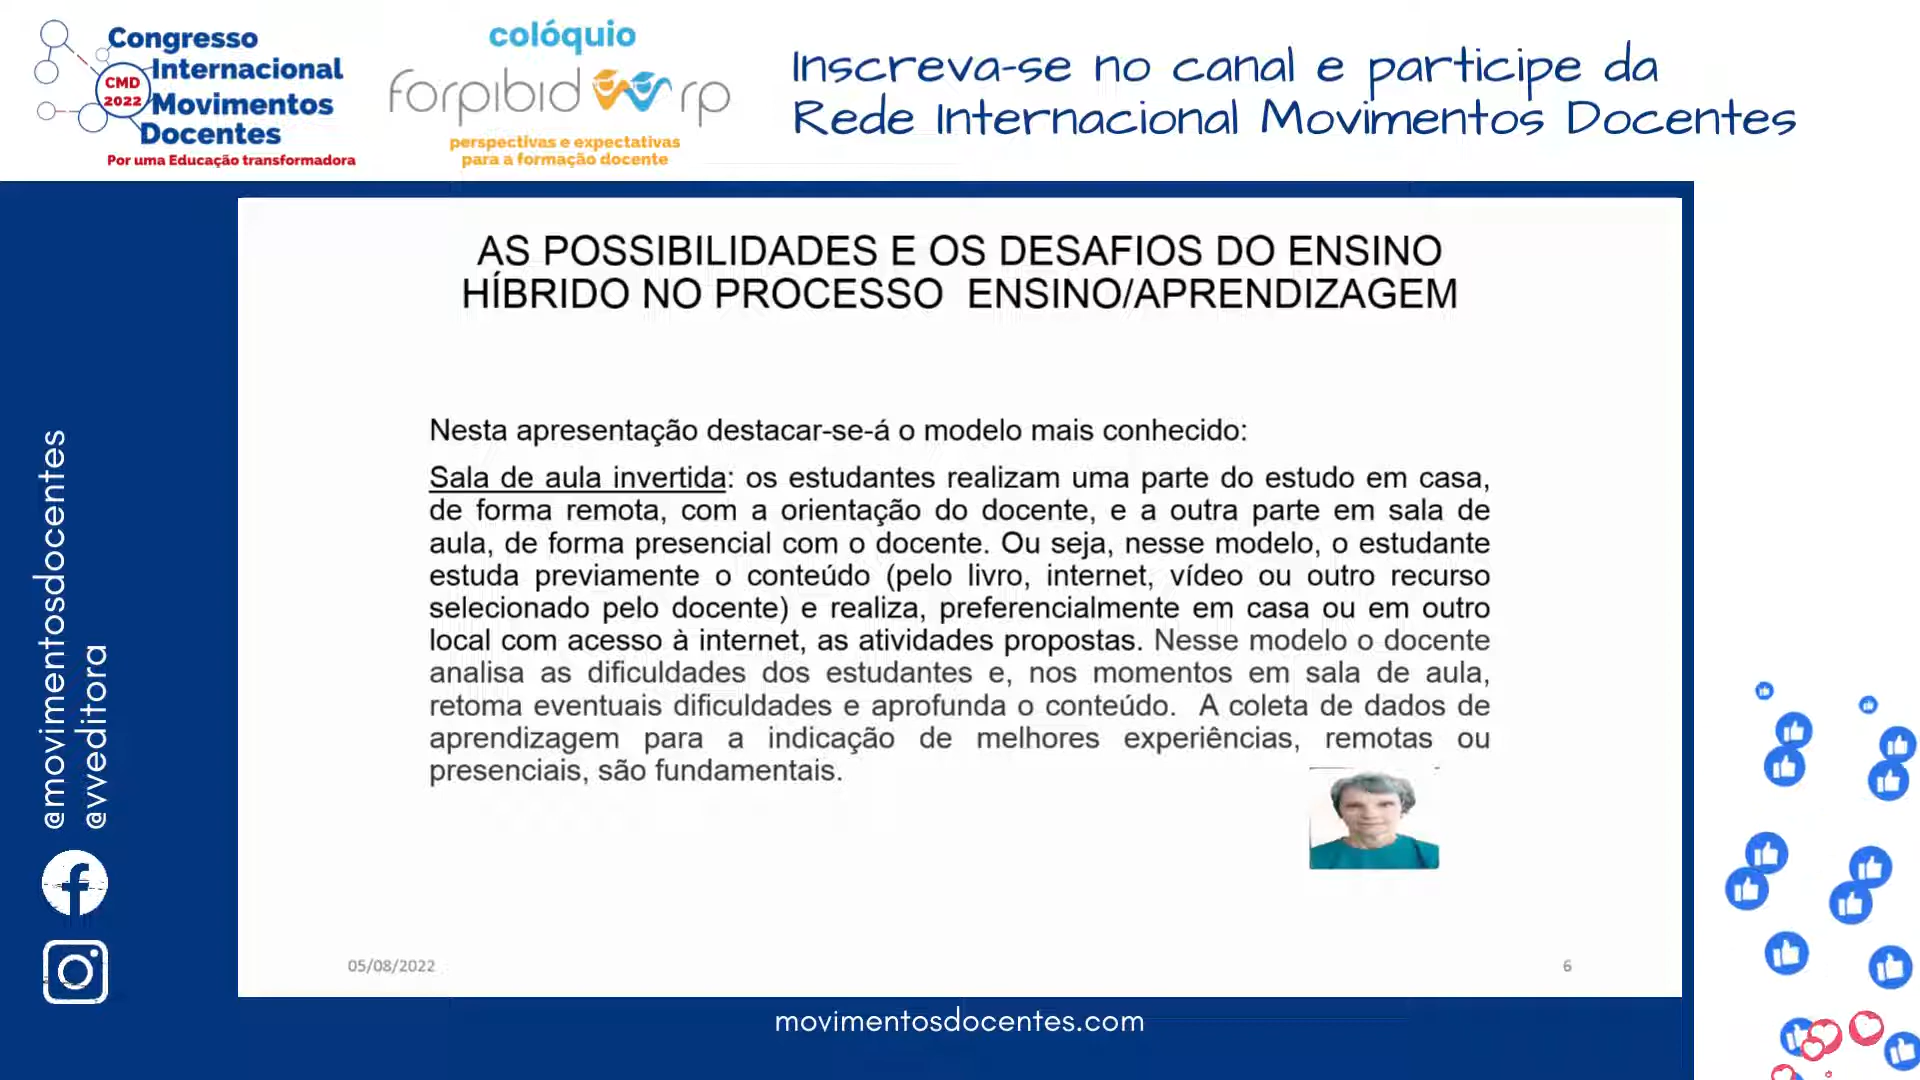 Congresso
Internacional
CMD
2022
Movimentos
Docentes
Por uma Educação transformadora
colóquio
forpibid rp
perspectivas e expectativas
para a formação docente
Inscreva-se no canal e participe da
Rede Internacional Movimentos Docentes
@movimentosdocentes
@vveditora
AS POSSIBILIDADES E OS DESAFIOS DO ENSINO
HÍBRIDO NO PROCESSO ENSINO/APRENDIZAGEM
Nesta apresentação destacar-se-á o modelo mais conhecido:
Sala de aula invertida: os estudantes realizam uma parte do estudo em casa,
de forma remota, com a orientação do docente, e a outra parte em sala de
aula, de forma presencial com o docente. Ou seja, nesse modelo, o estudante
estuda previamente o conteúdo (pelo livro, internet, vídeo ou outro recurso
selecionado pelo docente) e realiza, preferencialmente em casa ou em outro
local com acesso à internet, as atividades propostas. Nesse modelo o docente
analisa as dificuldades dos estudantes e, nos momentos em sala de aula,
retoma eventuais dificuldades e aprofunda o conteúdo. A coleta de dados de
aprendizagem para a indicação de melhores experiências, remotas ou
presenciais, são fundamentais.
05/08/2022
6
movimentosdocentes.com